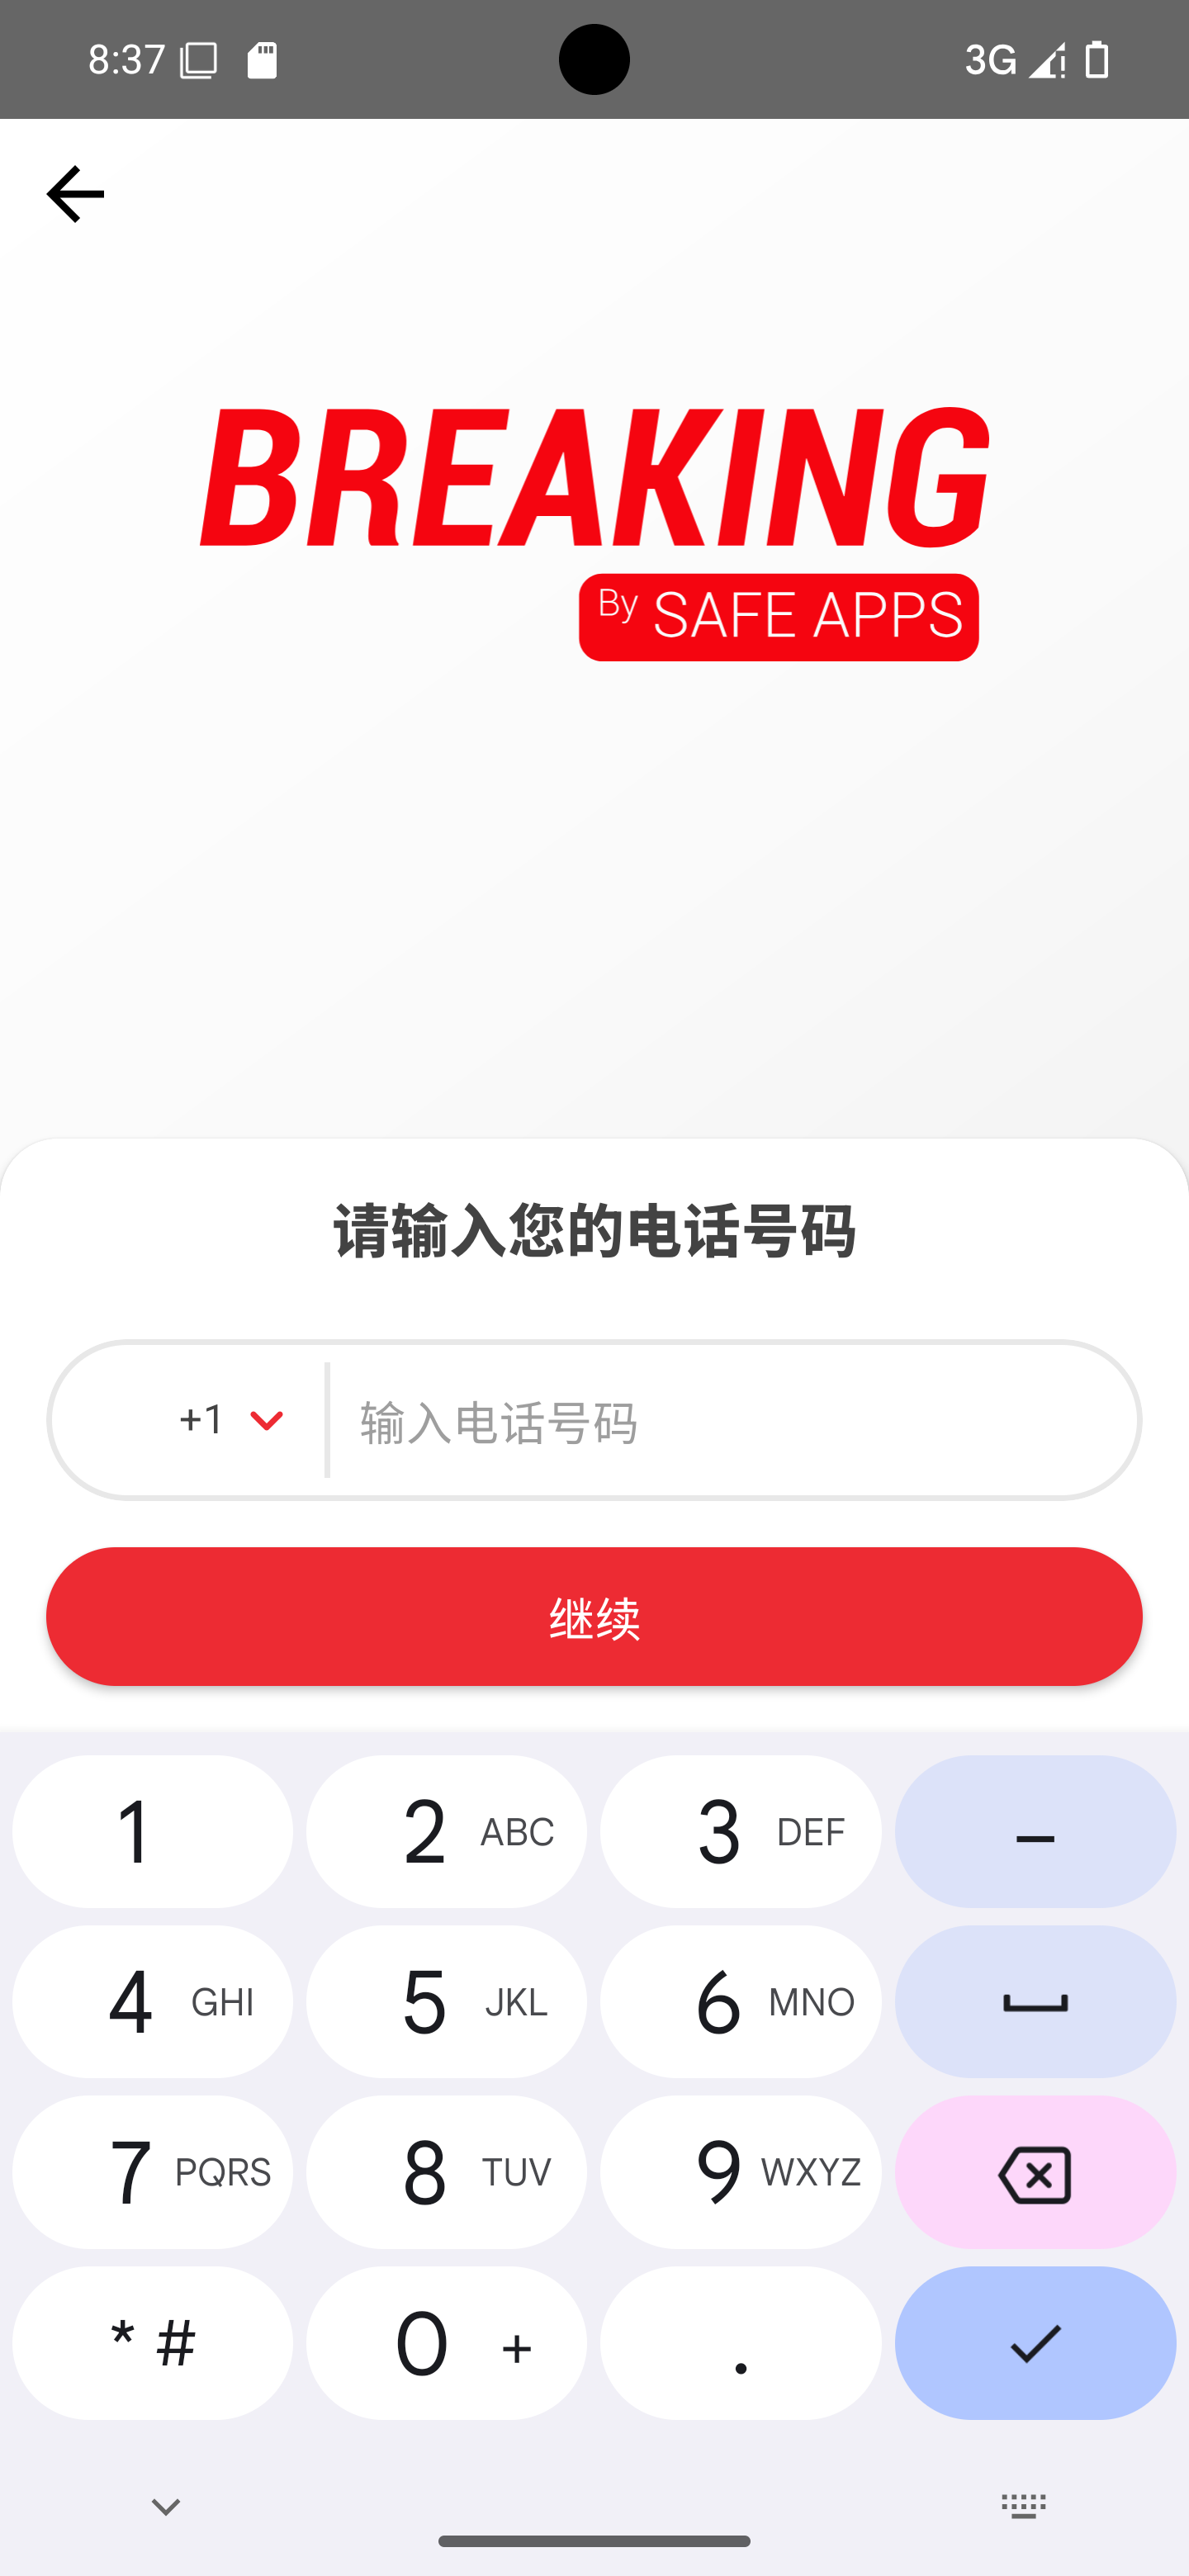 8:37
3G
BREAKING
By SAFE APPS
请输入您的电话号码
+1
输入电话号码
继续
1
2 ABC
3 DEF
–
4 GHI
5 JKL
6 MNO
7 PQRS
8 TUV
9 WXYZ
* #
0 +
.